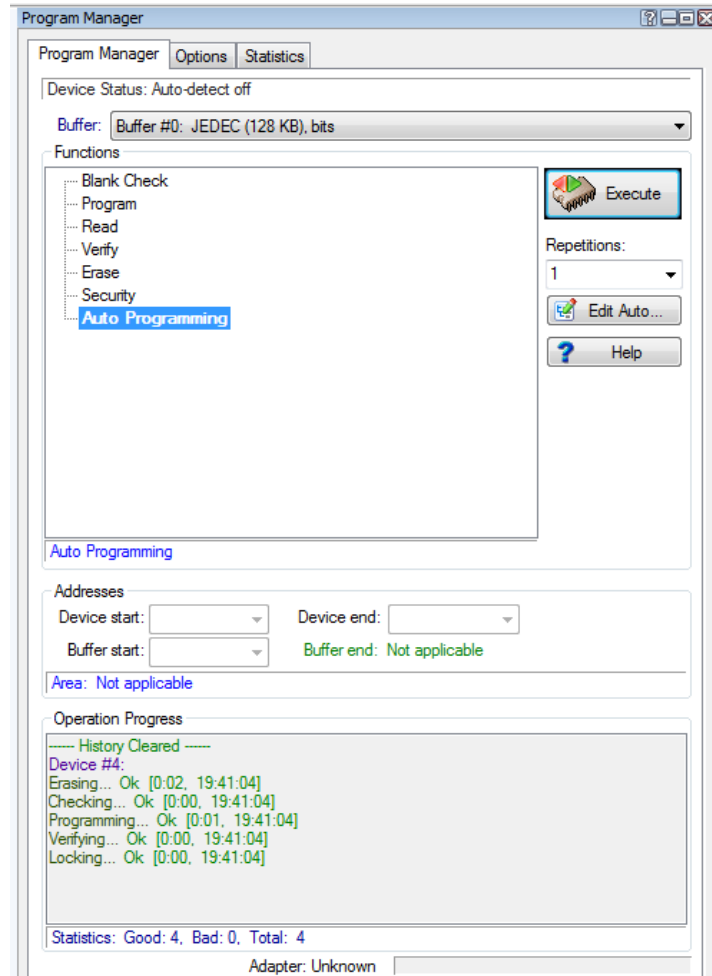 Program Manager
Program Manager Options Statistics
Device Status: Auto-detect off
Buffer: Buffer #0: JEDEC (128 KB), bits
Functions
Blank Check
Program
Read
Verify
Erase
Security
Auto Programming
Execute
Repetitions:
1
Edit Auto...
? Help
Auto Programming
Addresses
Device start: Device end:
Buffer start: Buffer end: Not applicable
Area: Not applicable
Operation Progress
------ History Cleared ------
Device #4:
Erasing... Ok [0:02, 19:41:04]
Checking... Ok [0:00, 19:41:04]
Programming... Ok [0:01, 19:41:04]
Verifying... Ok [0:00, 19:41:04]
Locking... Ok [0:00, 19:41:04]
Statistics: Good: 4, Bad: 0, Total: 4
Adapter: Unknown